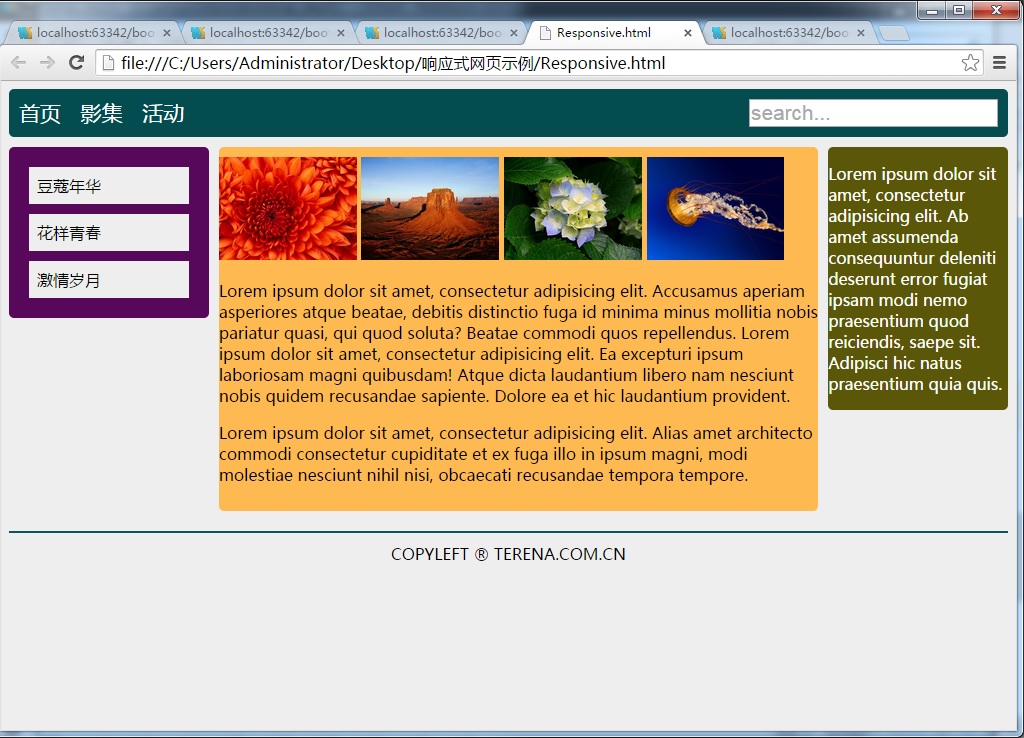 localhost:63342/boo
localhost:63342/boo
localhost:63342/boo
Responsive.html
localhost:63342/boo
file:///C:/Users/Administrator/Desktop/响应式网页示例/Responsive.html
首页 影集 活动
search...
豆蔻年华
花样青春
激情岁月
Lorem ipsum dolor sit amet, consectetur adipisicing elit. Accusamus aperiam
asperiores atque beatae, debitis distinctio fuga id minima minus mollitia nobis
pariatur quasi, qui quod soluta? Beatae commodi quos repellendus. Lorem
ipsum dolor sit amet, consectetur adipisicing elit. Ea excepturi ipsum
laboriosam magni quibusdam! Atque dicta laudantium libero nam nesciunt
nobis quidem recusandae sapiente. Dolore ea et hic laudantium provident.
Lorem ipsum dolor sit amet, consectetur adipisicing elit. Alias amet architecto
commodi consectetur cupiditate et ex fuga illo in ipsum magni, modi
molestiae nesciunt nihil nisi, obcaecati recusandae tempora tempore.
Lorem ipsum dolor sit
amet, consectetur
adipisicing elit. Ab
amet assumenda
consequuntur deleniti
deserunt error fugiat
ipsam modi nemo
praesentium quod
reiciendis, saepe sit.
Adipisci hic natus
praesentium quia quis.
COPYLEFT ® TERENA.COM.CN